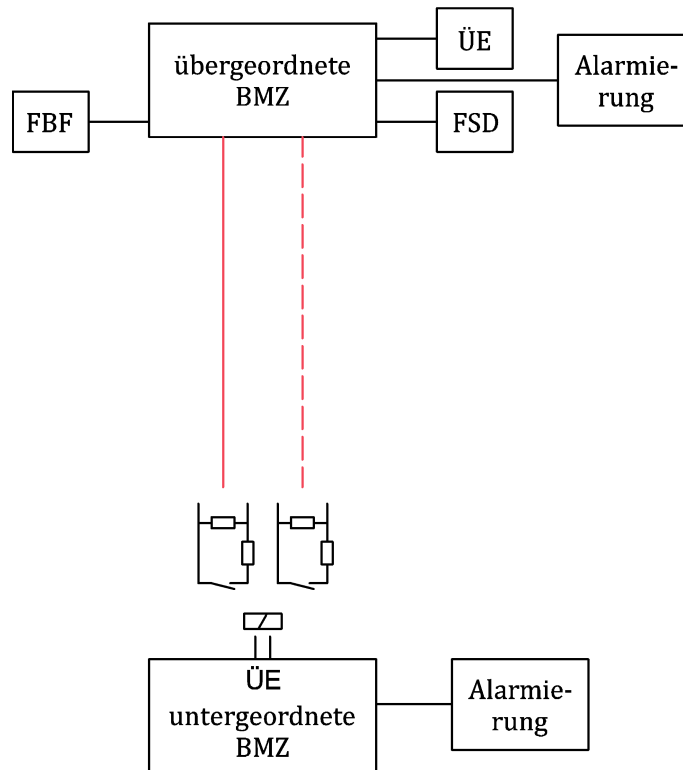 ÜE
übergeordnete
BMZ
Alarmie-
rung
FBF
FSD
ÜE
untergeordnete
BMZ
Alarmie-
rung